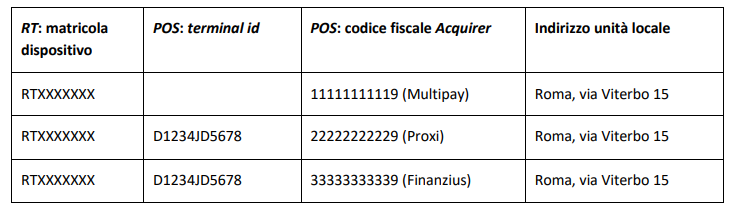 RT: matricola dispositivo | POS: terminal id | POS: codice fiscale Acquirer | Indirizzo unità locale
RTXXXXXXX | | 11111111119 (Multipay) | Roma, via Viterbo 15
RTXXXXXXX | D1234JD5678 | 22222222229 (Proxi) | Roma, via Viterbo 15
RTXXXXXXX | D1234JD5678 | 33333333339 (Finanzius) | Roma, via Viterbo 15